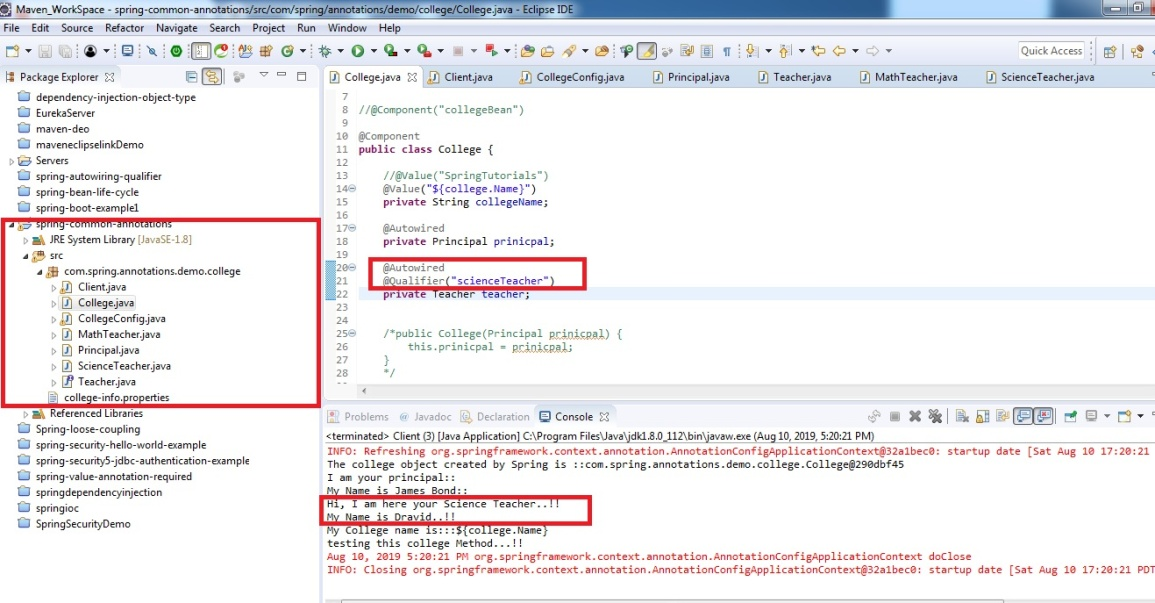 Maven_WorkSpace - spring-common-annotations/src/com/spring/annotations/demo/college/College.java - Eclipse IDE
File Edit Source Refactor Navigate Search Project Run Window Help
Quick Access
Package Explorer
dependency-injection-object-type
EurekaServer
maven-deo
maveneclipselinkDemo
Servers
spring-autowiring-qualifier
spring-bean-life-cycle
spring-boot-example1
spring-common-annotations
JRE System Library [JavaSE-1.8]
src
com.spring.annotations.demo.college
Client.java
College.java
CollegeConfig.java
MathTeacher.java
Principal.java
ScienceTeacher.java
Teacher.java
college-info.properties
Referenced Libraries
Spring-loose-coupling
spring-security-hello-world-example
spring-security5-jdbc-authentication-example
spring-value-annotation-required
springdependencyinjection
springioc
SpringSecurityDemo
College.java Client.java CollegeConfig.java Principal.java Teacher.java MathTeacher.java ScienceTeacher.java
7
8 //@Component("collegeBean")
9
10 @Component
11 public class College {
12
13 //@Value("SpringTutorials")
14 @Value("${college.Name}")
15 private String collegeName;
16
17 @Autowired
18 private Principal prinicpal;
19
20 @Autowired
21 @Qualifier("scienceTeacher")
22 private Teacher teacher;
23
24
25 /*public College(Principal prinicpal) {
26 this.prinicpal = prinicpal;
27 }
28 */
Problems Javadoc Declaration Console
<terminated> Client (3) [Java Application] C:\Program Files\Java\jdk1.8.0_112\bin\javaw.exe (Aug 10, 2019, 5:20:21 PM)
INFO: Refreshing org.springframework.context.annotation.AnnotationConfigApplicationContext@32a1bec0: startup date [Sat Aug 10 17:20:21
The college object created by Spring is ::com.spring.annotations.demo.college.College@290dbf45
I am your principal::
My Name is James Bond::
Hi, I am here your Science Teacher..!!
My Name is Dravid..!!
My College name is:::${college.Name}
testing this college Method...!!
Aug 10, 2019 5:20:21 PM org.springframework.context.annotation.AnnotationConfigApplicationContext doClose
INFO: Closing org.springframework.context.annotation.AnnotationConfigApplicationContext@32a1bec0: startup date [Sat Aug 10 17:20:21 PDT